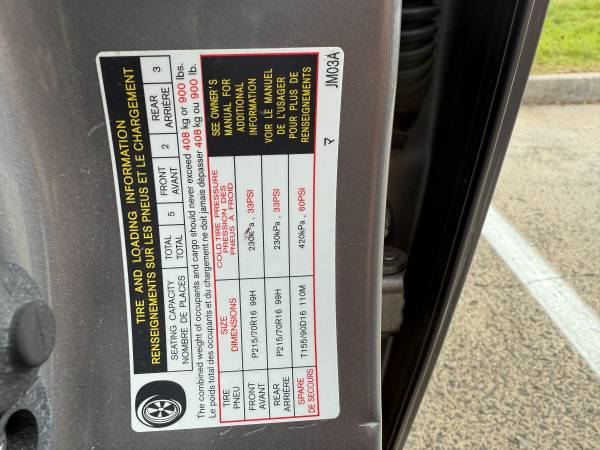 TIRE AND LOADING INFORMATION
RENSEIGNEMENTS SUR LES PNEUS ET LE CHARGEMENT
SEATING CAPACITY TOTAL 5 FRONT 2 REAR 3
NOMBRE DE PLACES TOTAL AVANT ARRIÈRE
The combined weight of occupants and cargo should never exceed 408 kg or 900 lbs.
Le poids total des occupants et du chargement ne doit jamais dépasser 408 kg ou 900 lb.
TIRE SIZE COLD TIRE PRESSURE
PNEU DIMENSIONS PRESSION DES
PNEUS A FROID
FRONT P215/70R16 99H 230kPa, 33PSI
AVANT
REAR P215/70R16 99H 230kPa, 33PSI
ARRIÈRE
SPARE T155/90D16 110M 420kPa, 60PSI
DE SECOURS
SEE OWNER'S
MANUAL FOR
ADDITIONAL
INFORMATION
VOIR LE MANUEL
DE L'USAGER
POUR PLUS DE
RENSEIGNEMENTS
JM03A